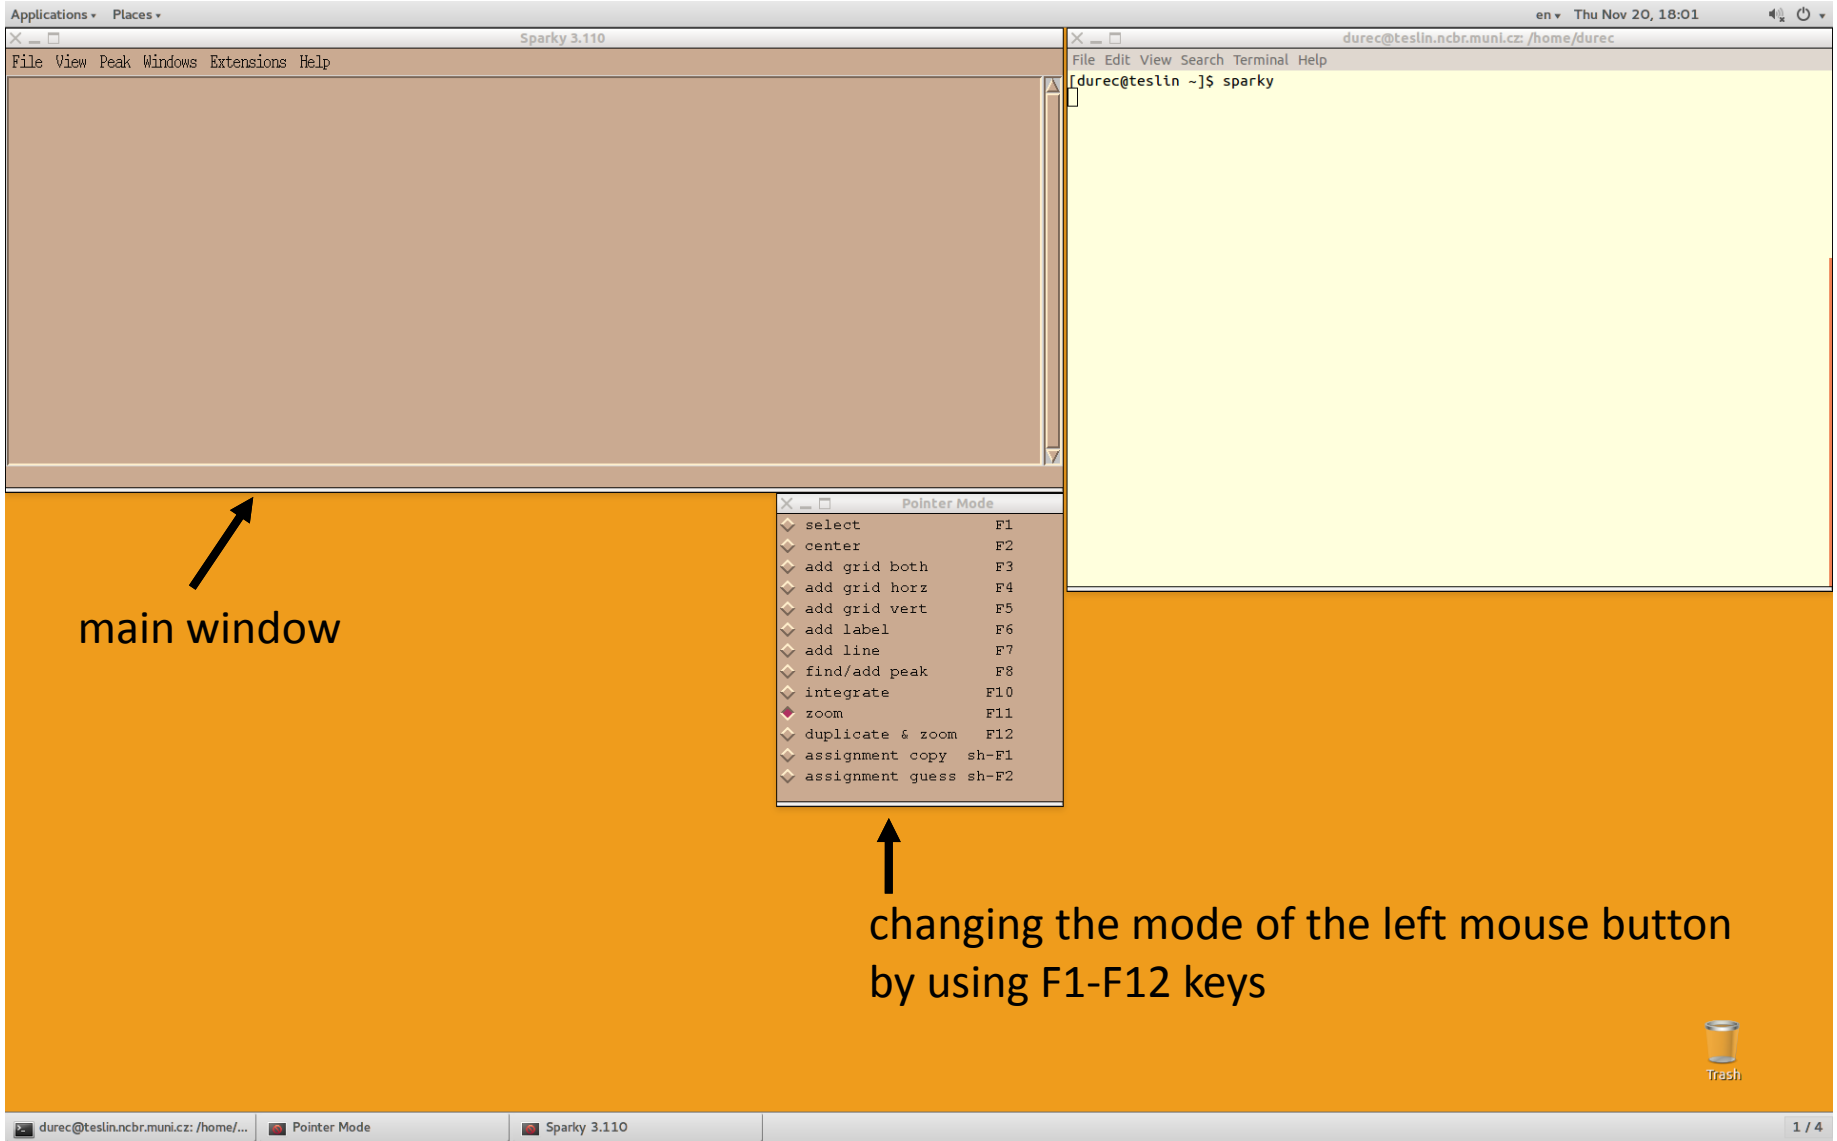 Applications Places
en Thu Nov 20, 18:01
Sparky 3.110
File View Peak Windows Extensions Help
durec@teslin.ncbr.muni.cz: /home/durec
File Edit View Search Terminal Help
[durec@teslin ~]$ sparky
Pointer Mode
select F1
center F2
add grid both F3
add grid horz F4
add grid vert F5
add label F6
add line F7
find/add peak F8
integrate F10
zoom F11
duplicate & zoom F12
assignment copy sh-F1
assignment guess sh-F2
main window
changing the mode of the left mouse button
by using F1-F12 keys
Trash
durec@teslin.ncbr.muni.cz: /home/...
Pointer Mode
Sparky 3.110
1 / 4